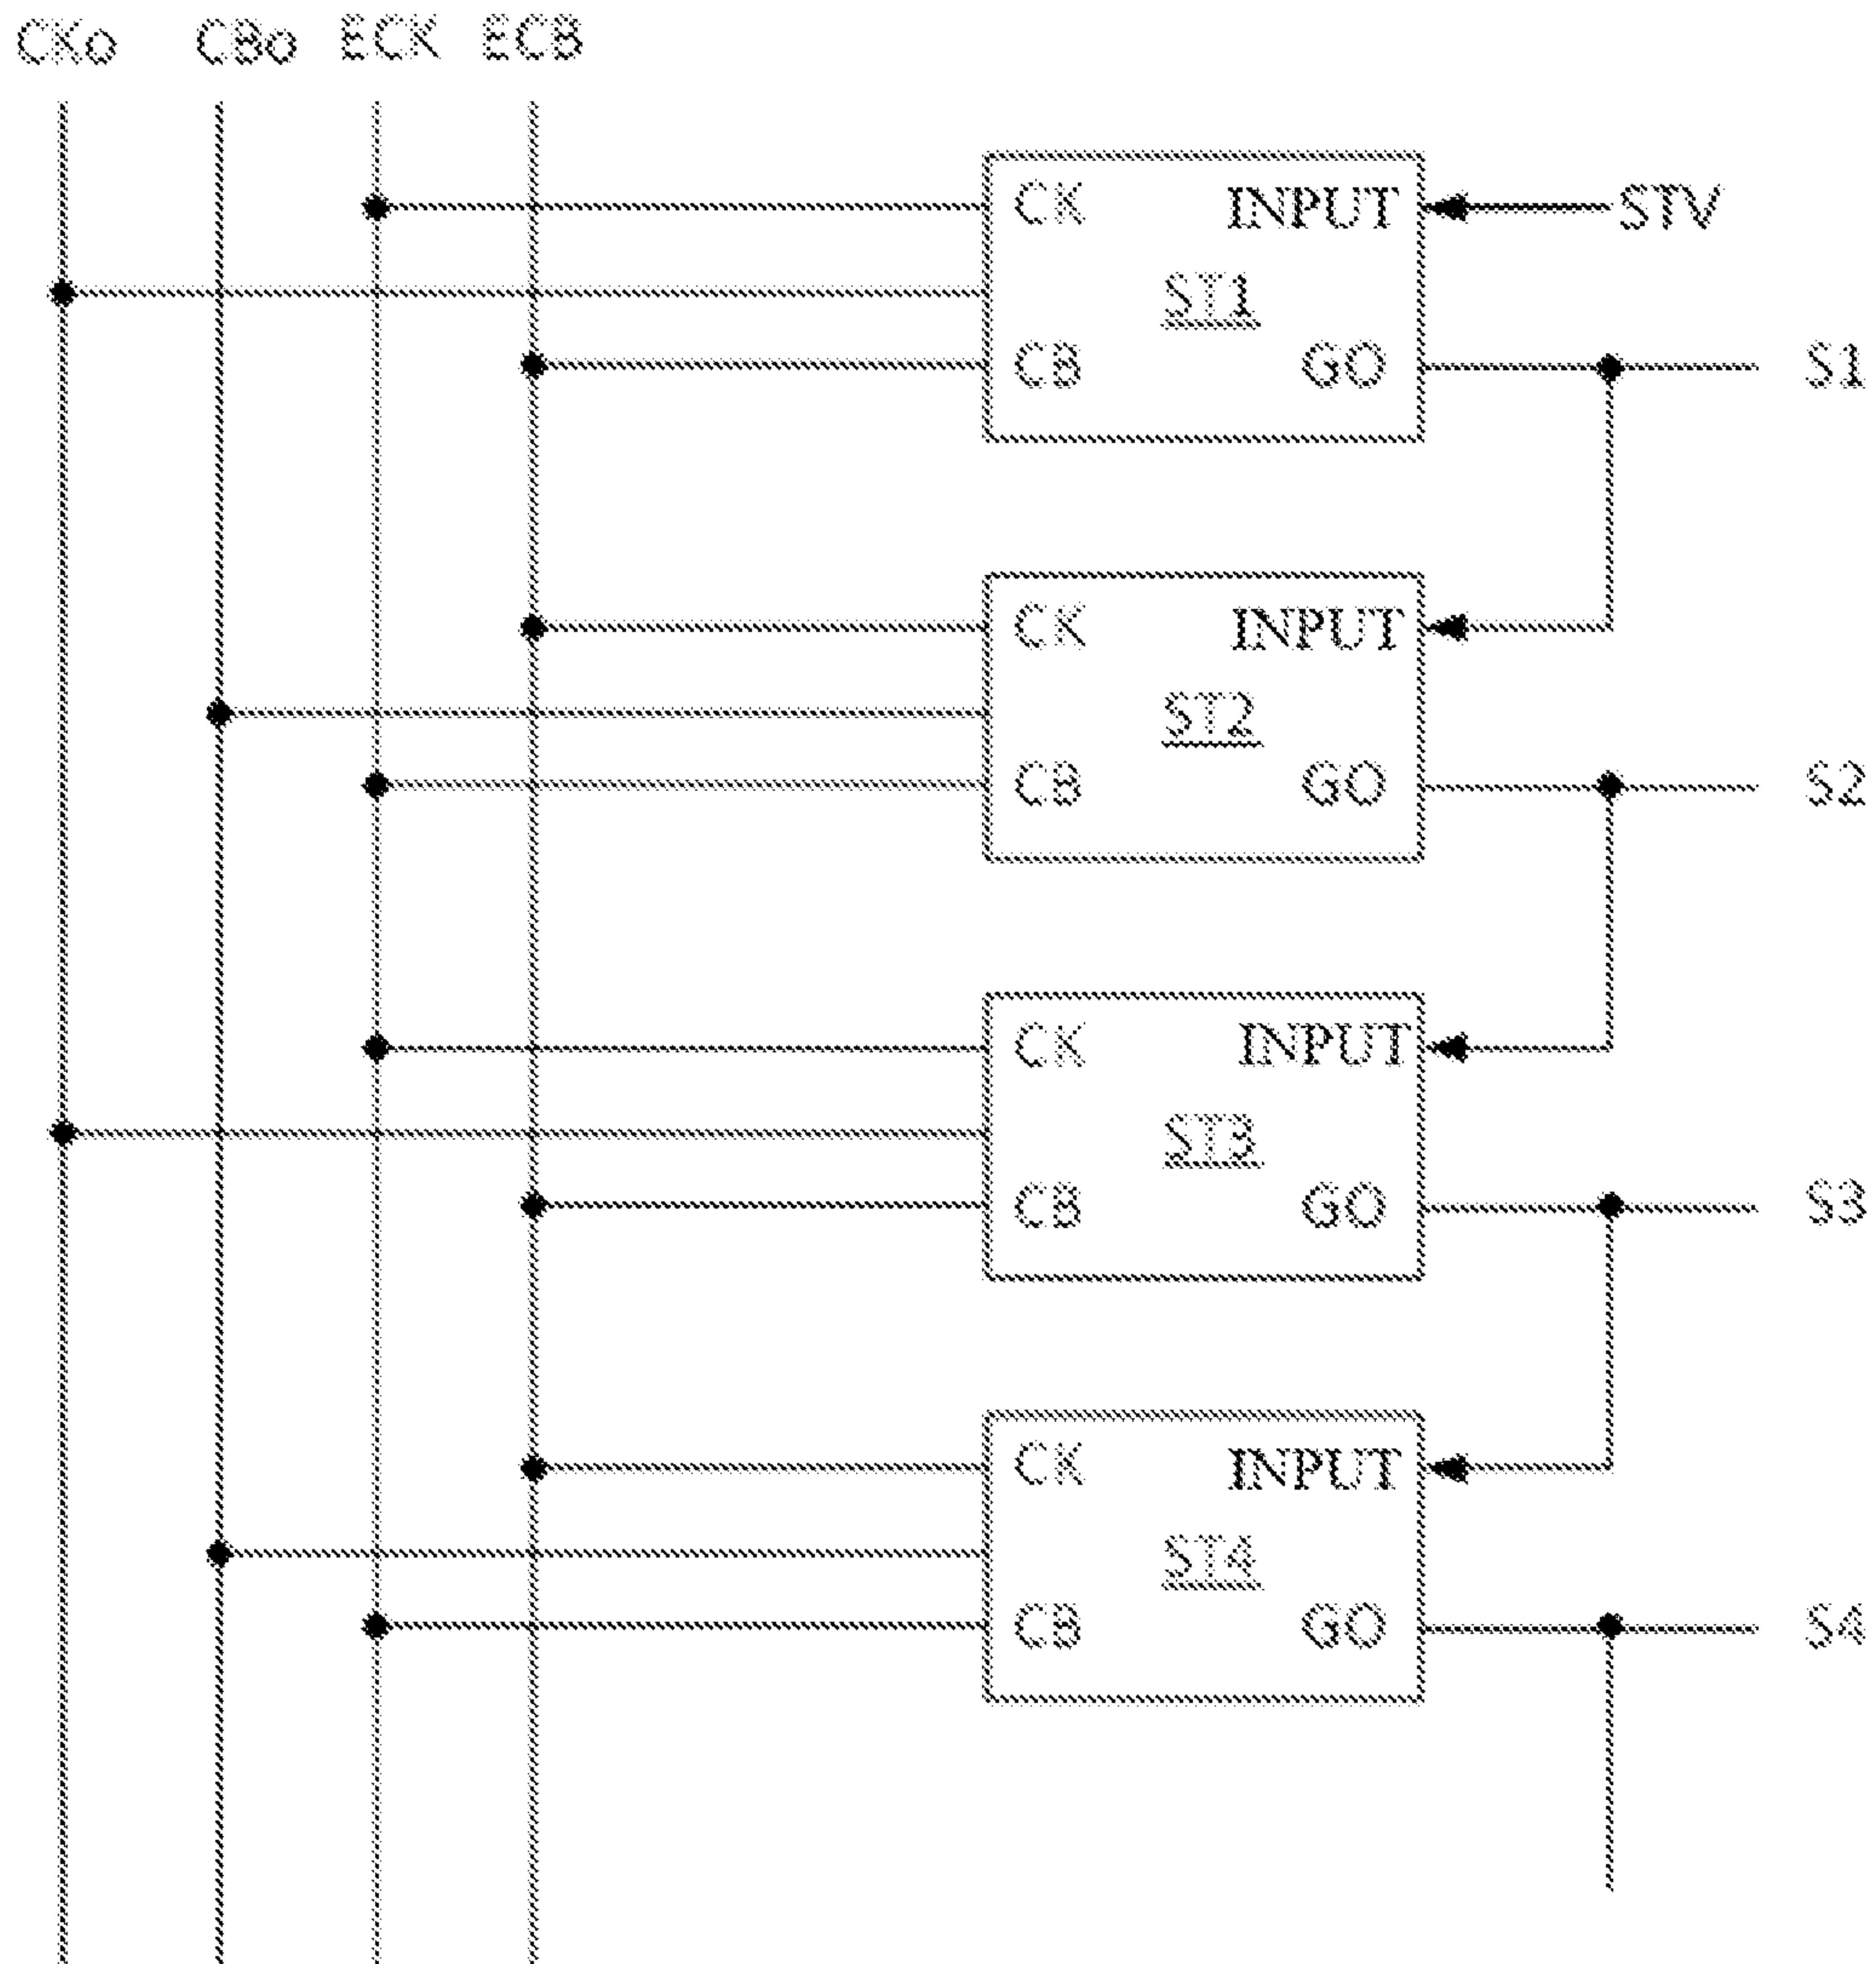 CKo CBo ECK ECB
CK INPUT STV
ST1
CB GO S1
CK INPUT
ST2
CB GO S2
CK INPUT
ST3
CB GO S3
CK INPUT
ST4
CB GO S4